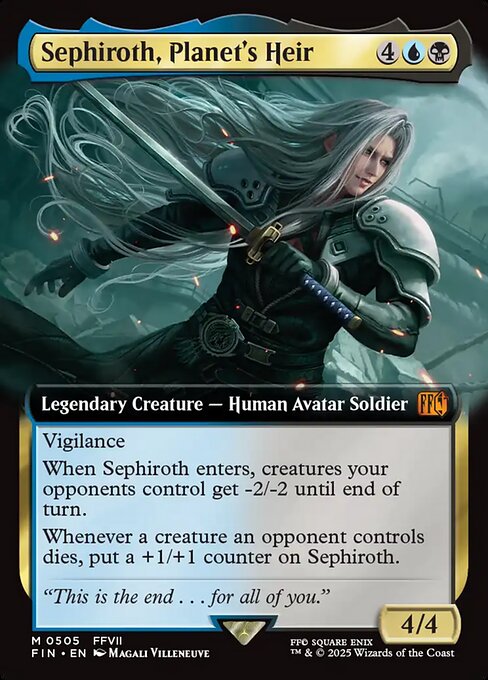 Sephiroth, Planet's Heir 4
Legendary Creature — Human Avatar Soldier
Vigilance
When Sephiroth enters, creatures your
opponents control get -2/-2 until end of
turn.
Whenever a creature an opponent controls
dies, put a +1/+1 counter on Sephiroth.
“This is the end . . . for all of you.”
4/4
M 0505 FFVII
FIN • EN MAGALI VILLENEUVE
FF© SQUARE ENIX
™ & © 2025 Wizards of the Coast